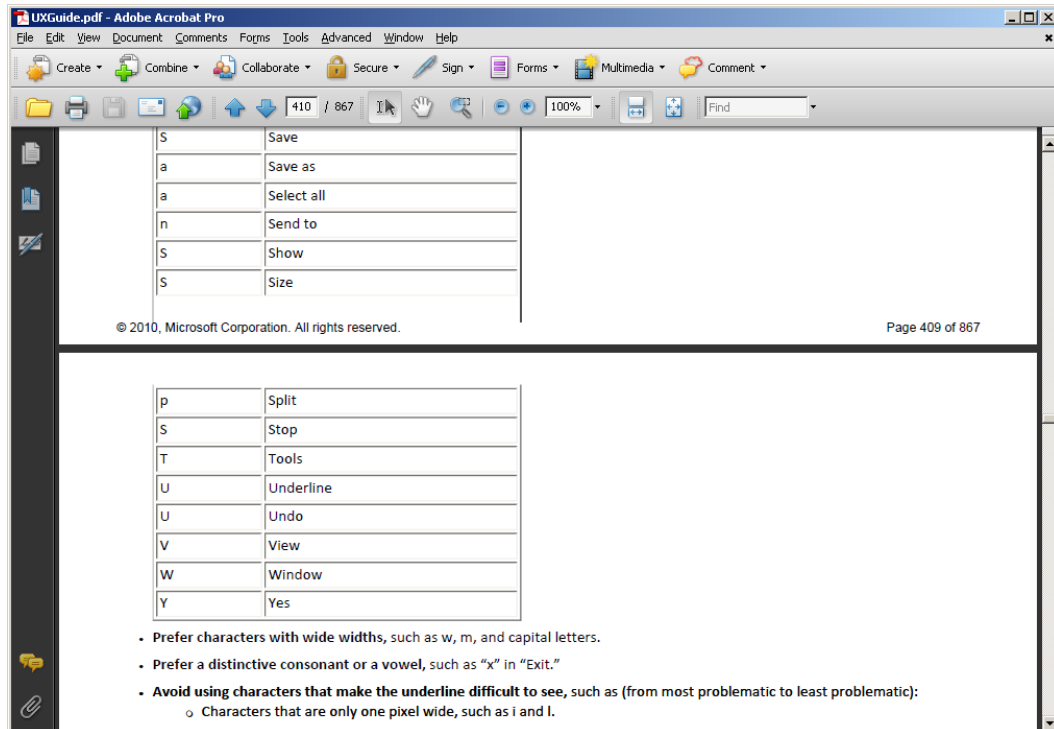 UXGuide.pdf - Adobe Acrobat Pro
File Edit View Document Comments Forms Tools Advanced Window Help
Create Combine Collaborate Secure Sign Forms Multimedia Comment
410 / 867 100% Find
S Save
a Save as
a Select all
n Send to
S Show
S Size
© 2010, Microsoft Corporation. All rights reserved. Page 409 of 867
p Split
S Stop
T Tools
U Underline
U Undo
V View
W Window
Y Yes
• Prefer characters with wide widths, such as w, m, and capital letters.
• Prefer a distinctive consonant or a vowel, such as “x” in “Exit.”
• Avoid using characters that make the underline difficult to see, such as (from most problematic to least problematic):
o Characters that are only one pixel wide, such as i and l.